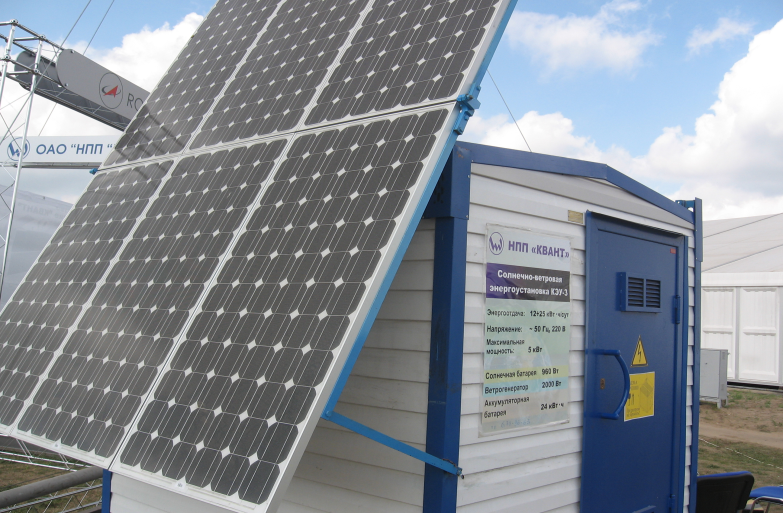 RO
ОАО "НПП "
НПП «КВАНТ»
Солнечно-ветровая
энергоустановка КЭУ-3
Энергоотдача: 12÷25 кВт·ч/сут
Напряжение: ~ 50 Гц, 220 В
Максимальная
мощность: 5 кВт
Солнечная батарея 960 Вт
Ветрогенератор 2000 Вт
Аккумуляторная
батарея 24 кВт·ч